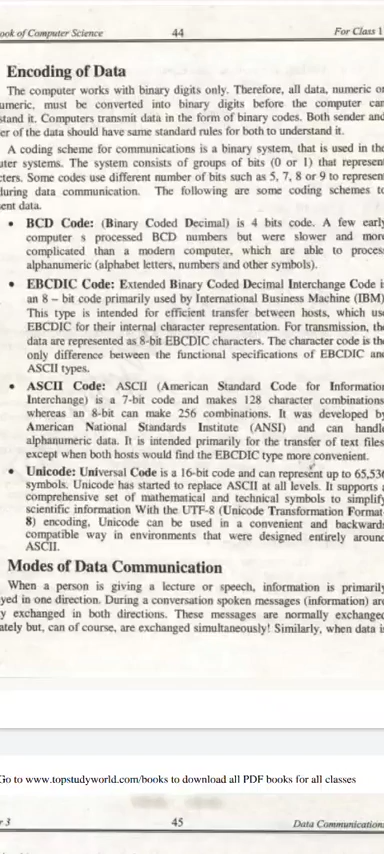 ook of Computer Science 44 For Class 1
Encoding of Data
The computer works with binary digits only. Therefore, all data, numeric or
umeric, must be converted into binary digits before the computer can
stand it. Computers transmit data in the form of binary codes. Both sender and
er of the data should have same standard rules for both to understand it.
A coding scheme for communications is a binary system, that is used in the
uter systems. The system consists of groups of bits (0 or 1) that represent
cters. Some codes use different number of bits such as 5, 7, 8 or 9 to represent
during data communication. The following are some coding schemes to
ent data.
• BCD Code: (Binary Coded Decimal) is 4 bits code. A few early
computer s processed BCD numbers but were slower and more
complicated than a modern computer, which are able to process
alphanumeric (alphabet letters, numbers and other symbols).
• EBCDIC Code: Extended Binary Coded Decimal Interchange Code i
an 8 – bit code primarily used by International Business Machine (IBM)
This type is intended for efficient transfer between hosts, which use
EBCDIC for their internal character representation. For transmission, the
data are represented as 8-bit EBCDIC characters. The character code is the
only difference between the functional specifications of EBCDIC and
ASCII types.
• ASCII Code: ASCII (American Standard Code for Information
Interchange) is a 7-bit code and makes 128 character combinations
whereas an 8-bit can make 256 combinations. It was developed by
American National Standards Institute (ANSI) and can handle
alphanumeric data. It is intended primarily for the transfer of text files
except when both hosts would find the EBCDIC type more convenient.
• Unicode: Universal Code is a 16-bit code and can represent up to 65,536
symbols. Unicode has started to replace ASCII at all levels. It supports a
comprehensive set of mathematical and technical symbols to simplify
scientific information With the UTF-8 (Unicode Transformation Format-
8) encoding, Unicode can be used in a convenient and backwards
compatible way in environments that were designed entirely around
ASCII.
Modes of Data Communication
When a person is giving a lecture or speech, information is primarily
yed in one direction. During a conversation spoken messages (information) are
y exchanged in both directions. These messages are normally exchanged
ately but, can of course, are exchanged simultaneously! Similarly, when data is
Go to www.topstudyworld.com/books to download all PDF books for all classes
r 3 45 Data Communications